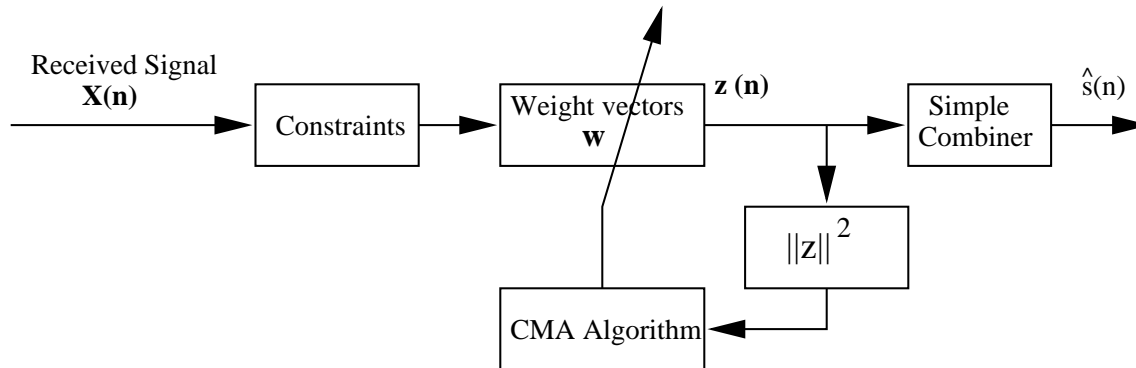 Received Signal
X(n)
Constraints
Weight vectors
w
z (n)
Simple
Combiner
ŝ(n)
||z||²
CMA Algorithm